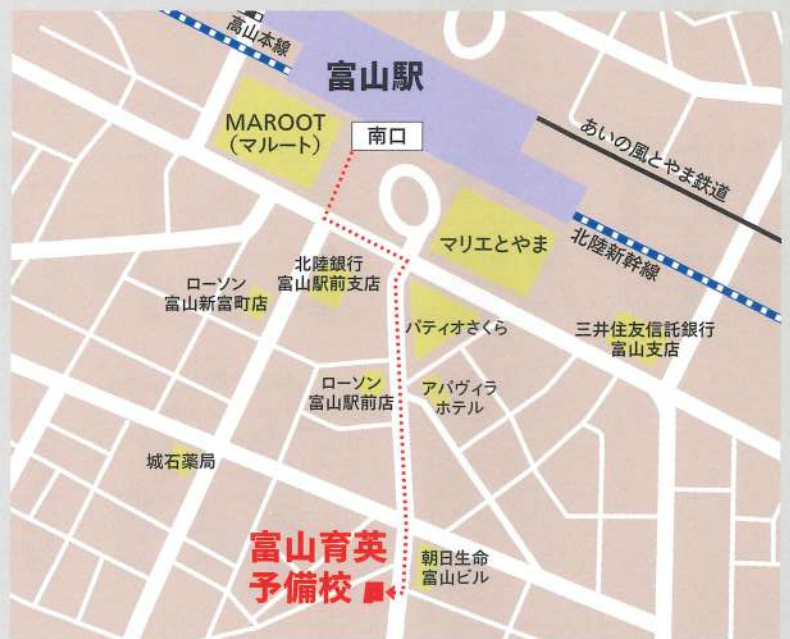 高山本線
富山駅
MAROOT
（マルート）
南口
あいの風とやま鉄道
マリエとやま
北陸新幹線
北陸銀行
富山駅前支店
ローソン
富山新富町店
パティオさくら
三井住友信託銀行
富山支店
ローソン
富山駅前店
アパヴィラ
ホテル
城石薬局
富山育英
予備校
朝日生命
富山ビル